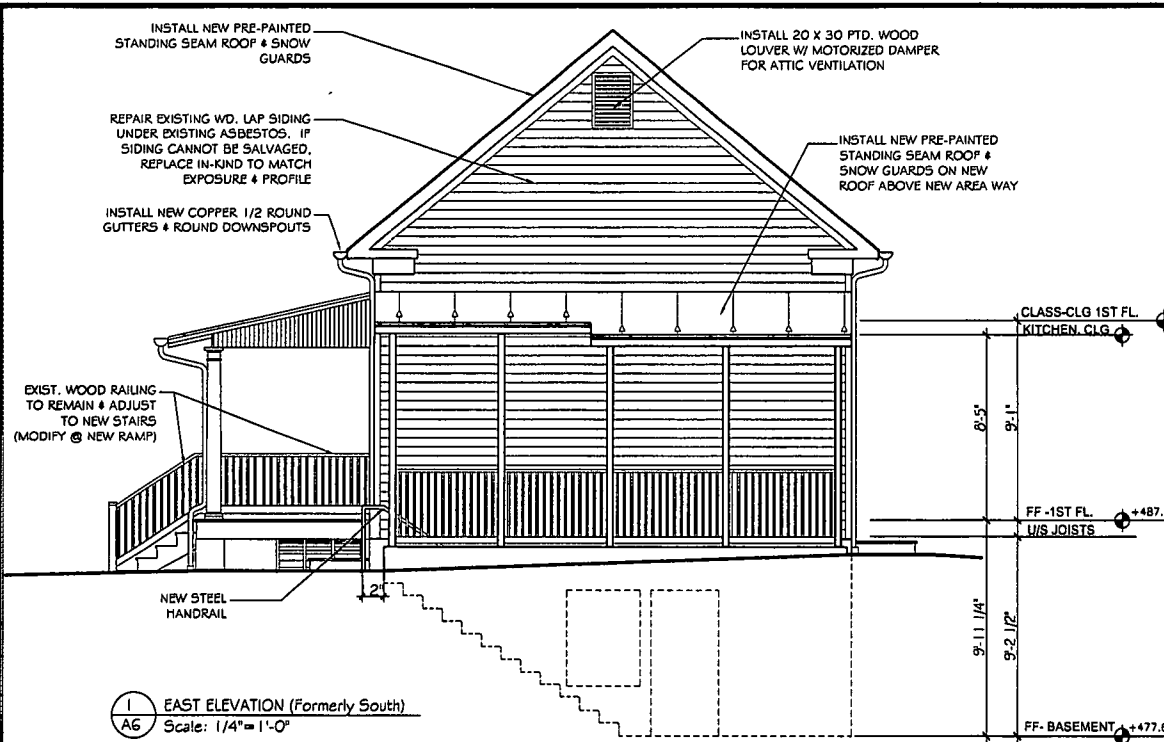 INSTALL NEW PRE-PAINTED
STANDING SEAM ROOF & SNOW
GUARDS
INSTALL 20 X 30 PTD. WOOD
LOUVER W/ MOTORIZED DAMPER
FOR ATTIC VENTILATION
REPAIR EXISTING WD. LAP SIDING
UNDER EXISTING ASBESTOS. IF
SIDING CANNOT BE SALVAGED,
REPLACE IN-KIND TO MATCH
EXPOSURE & PROFILE
INSTALL NEW PRE-PAINTED
STANDING SEAM ROOF &
SNOW GUARDS ON NEW
ROOF ABOVE NEW AREA WAY
INSTALL NEW COPPER 1/2 ROUND
GUTTERS & ROUND DOWNSPOUTS
CLASS-CLG 1ST FL.
KITCHEN. CLG
EXIST. WOOD RAILING
TO REMAIN & ADJUST
TO NEW STAIRS
(MODIFY @ NEW RAMP)
8'-5"
9'-1"
FF -1ST FL.
+487.
U/S JOISTS
NEW STEEL
HANDRAIL
2"
9'-11 1/4"
9'-2 1/2"
1
A6
EAST ELEVATION (Formerly South)
Scale: 1/4"=1'-0"
FF- BASEMENT
+477.